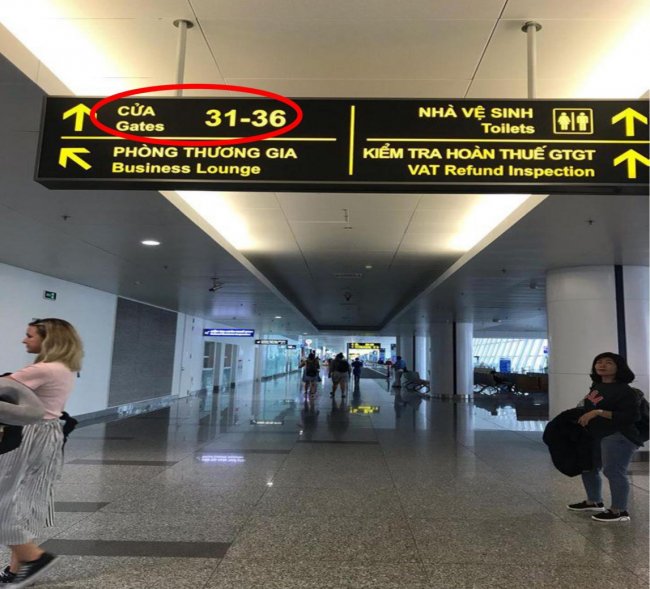 CỬA 31-36
Gates
PHÒNG THƯƠNG GIA
Business Lounge
NHÀ VỆ SINH
Toilets
KIỂM TRA HOÀN THUẾ GTGT
VAT Refund Inspection